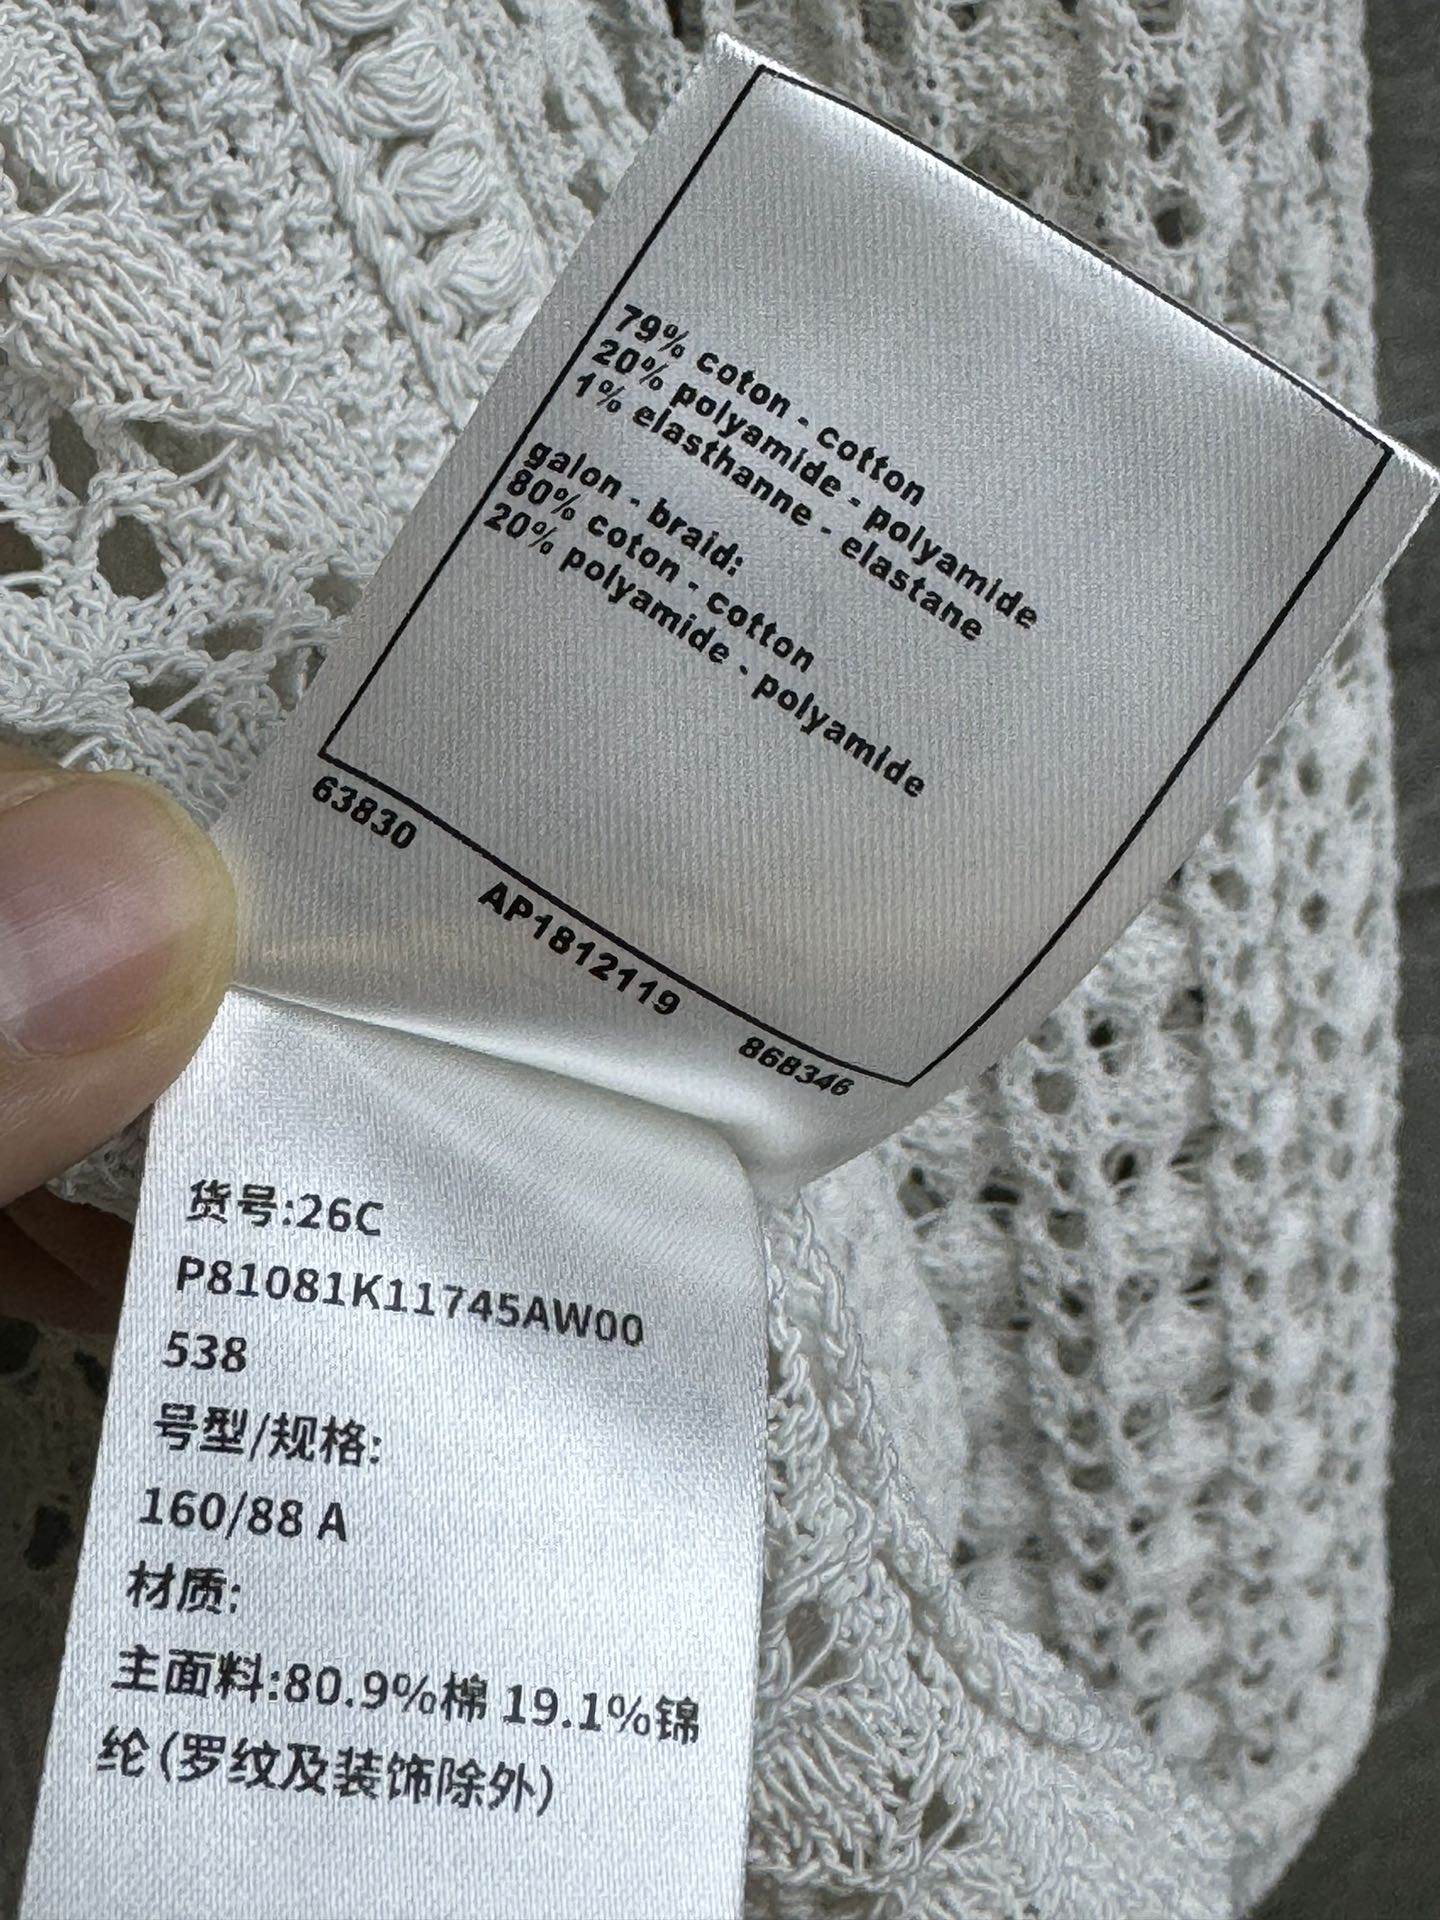 79% coton - cotton
20% polyamide - polyamide
1% elasthanne - elastane
galon - braid:
80% coton - cotton
20% polyamide - polyamide
63830 AP1812119 868346
货号:26C
P81081K11745AW00
538
号型/规格:
160/88 A
材质:
主面料:80.9%棉 19.1%锦
纶(罗纹及装饰除外)